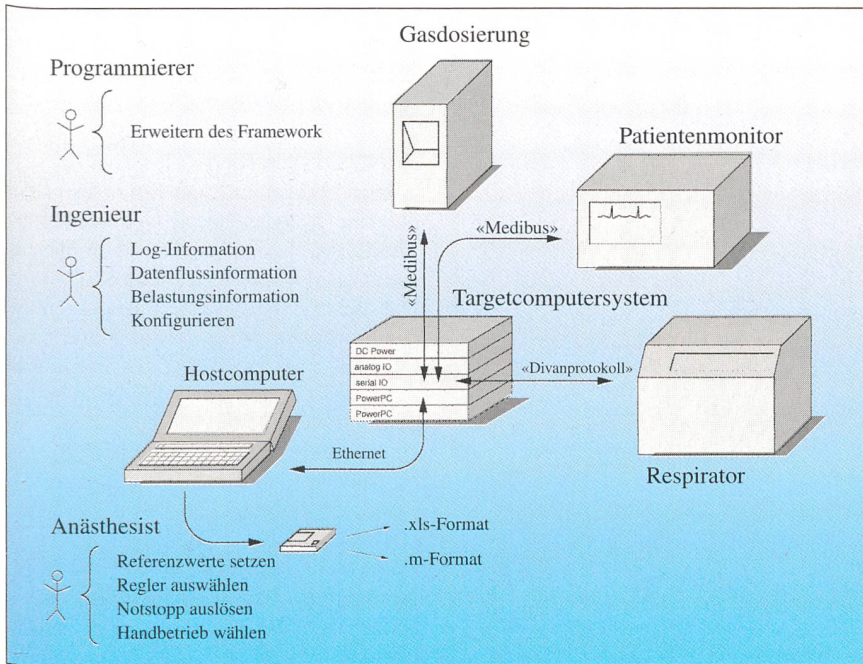 Gasdosierung
Programmierer
Erweitern des Framework
Patientenmonitor
Ingenieur
Log-Information
Datenflussinformation
Belastungsinformation
Konfigurieren
«Medibus»
«Medibus»
Targetcomputersystem
DC Power
analog IO
serial IO
PowerPC
PowerPC
«Divanprotokoll»
Hostcomputer
Ethernet
Respirator
Anästhesist
Referenzwerte setzen
Regler auswählen
Notstopp auslösen
Handbetrieb wählen
.xls-Format
.m-Format